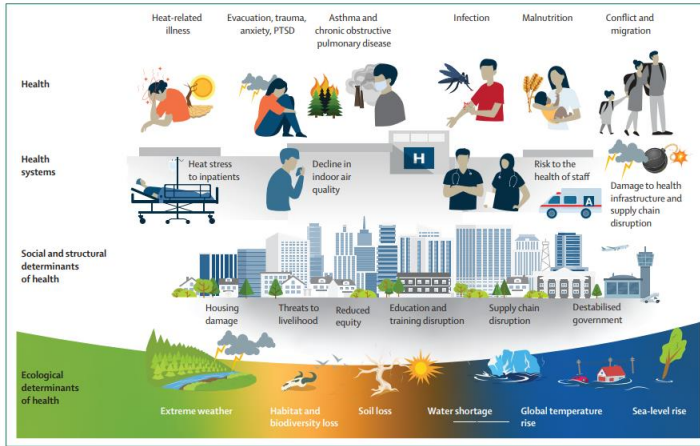 Heat-related
illness
Evacuation, trauma,
anxiety, PTSD
Asthma and
chronic obstructive
pulmonary disease
Infection
Malnutrition
Conflict and
migration
Health
Health
systems
H
Heat stress
to inpatients
Decline in
indoor air
quality
Risk to the
health of staff
A
Damage to health
infrastructure and
supply chain
disruption
Social and structural
determinants
of health
Housing
damage
Threats to
livelihood
Reduced
equity
Education and
training disruption
Supply chain
disruption
Destabilised
government
Ecological
determinants
of health
Extreme weather
Habitat and
biodiversity loss
Soil loss
Water shortage
Global temperature
rise
Sea-level rise